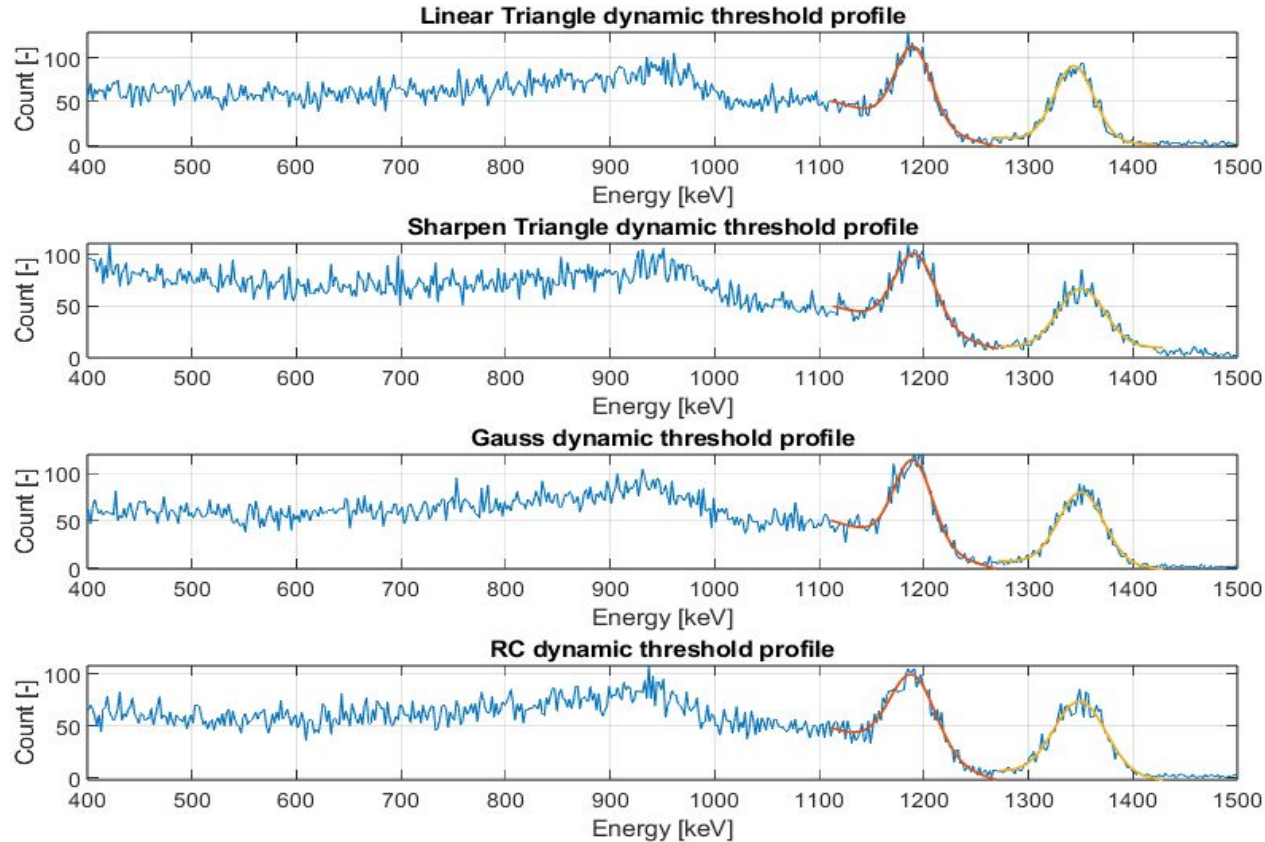 Linear Triangle dynamic threshold profile
100
50
0
Count [-]
400 500 600 700 800 900 1000 1100 1200 1300 1400 1500
Energy [keV]
Sharpen Triangle dynamic threshold profile
100
50
0
Count [-]
400 500 600 700 800 900 1000 1100 1200 1300 1400 1500
Energy [keV]
Gauss dynamic threshold profile
100
50
0
Count [-]
400 500 600 700 800 900 1000 1100 1200 1300 1400 1500
Energy [keV]
RC dynamic threshold profile
100
50
0
Count [-]
400 500 600 700 800 900 1000 1100 1200 1300 1400 1500
Energy [keV]